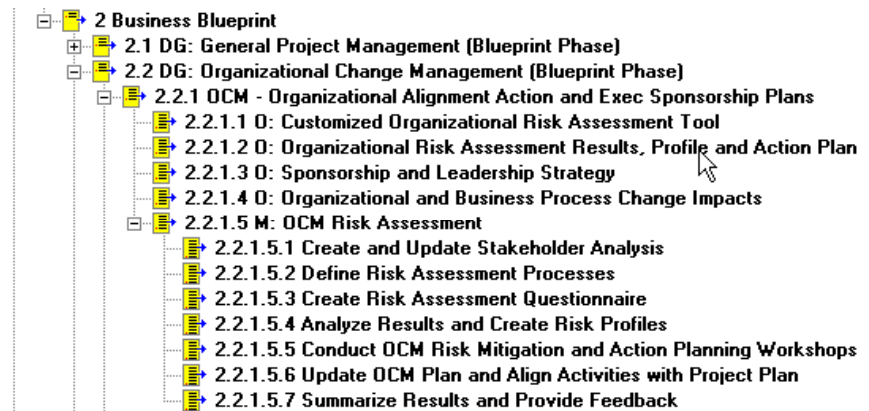 2 Business Blueprint
2.1 DG: General Project Management (Blueprint Phase)
2.2 DG: Organizational Change Management (Blueprint Phase)
2.2.1 OCM - Organizational Alignment Action and Exec Sponsorship Plans
2.2.1.1 O: Customized Organizational Risk Assessment Tool
2.2.1.2 O: Organizational Risk Assessment Results, Profile and Action Plan
2.2.1.3 O: Sponsorship and Leadership Strategy
2.2.1.4 O: Organizational and Business Process Change Impacts
2.2.1.5 M: OCM Risk Assessment
2.2.1.5.1 Create and Update Stakeholder Analysis
2.2.1.5.2 Define Risk Assessment Processes
2.2.1.5.3 Create Risk Assessment Questionnaire
2.2.1.5.4 Analyze Results and Create Risk Profiles
2.2.1.5.5 Conduct OCM Risk Mitigation and Action Planning Workshops
2.2.1.5.6 Update OCM Plan and Align Activities with Project Plan
2.2.1.5.7 Summarize Results and Provide Feedback